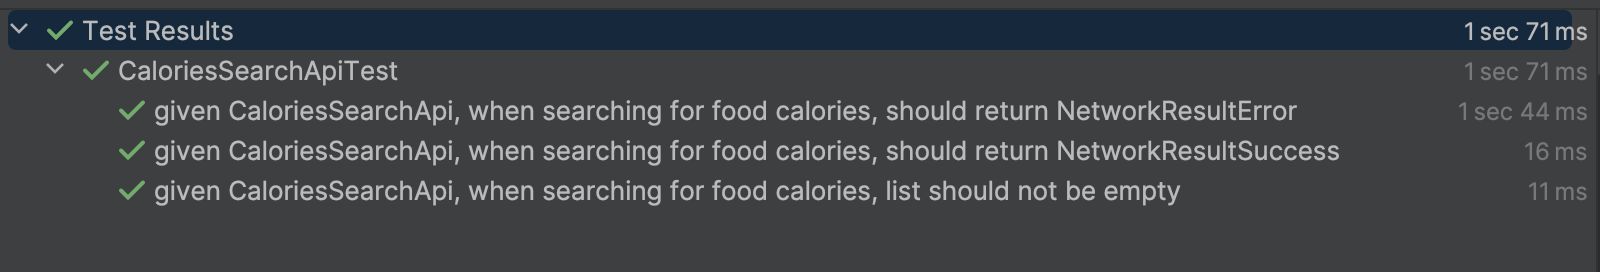 Test Results 1 sec 71 ms
CaloriesSearchApiTest 1 sec 71 ms
given CaloriesSearchApi, when searching for food calories, should return NetworkResultError 1 sec 44 ms
given CaloriesSearchApi, when searching for food calories, should return NetworkResultSuccess 16 ms
given CaloriesSearchApi, when searching for food calories, list should not be empty 11 ms